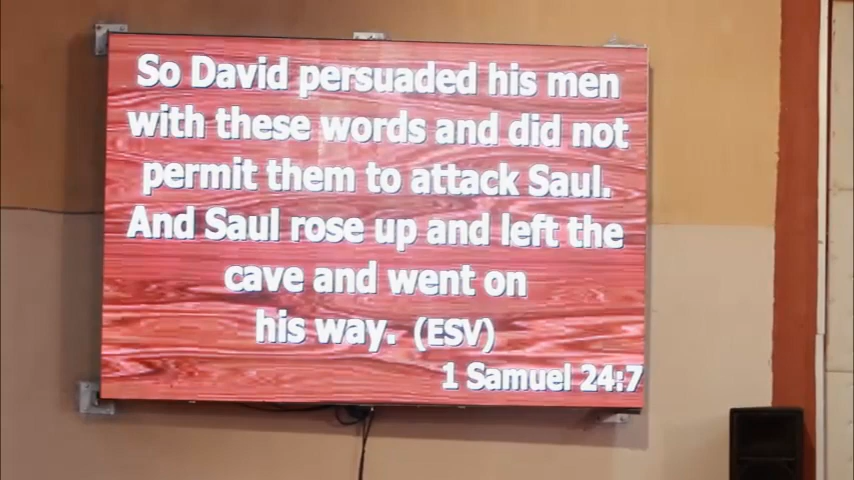 So David persuaded his men
with these words and did not
permit them to attack Saul.
And Saul rose up and left the
cave and went on
his way. (ESV)
1 Samuel 24:7